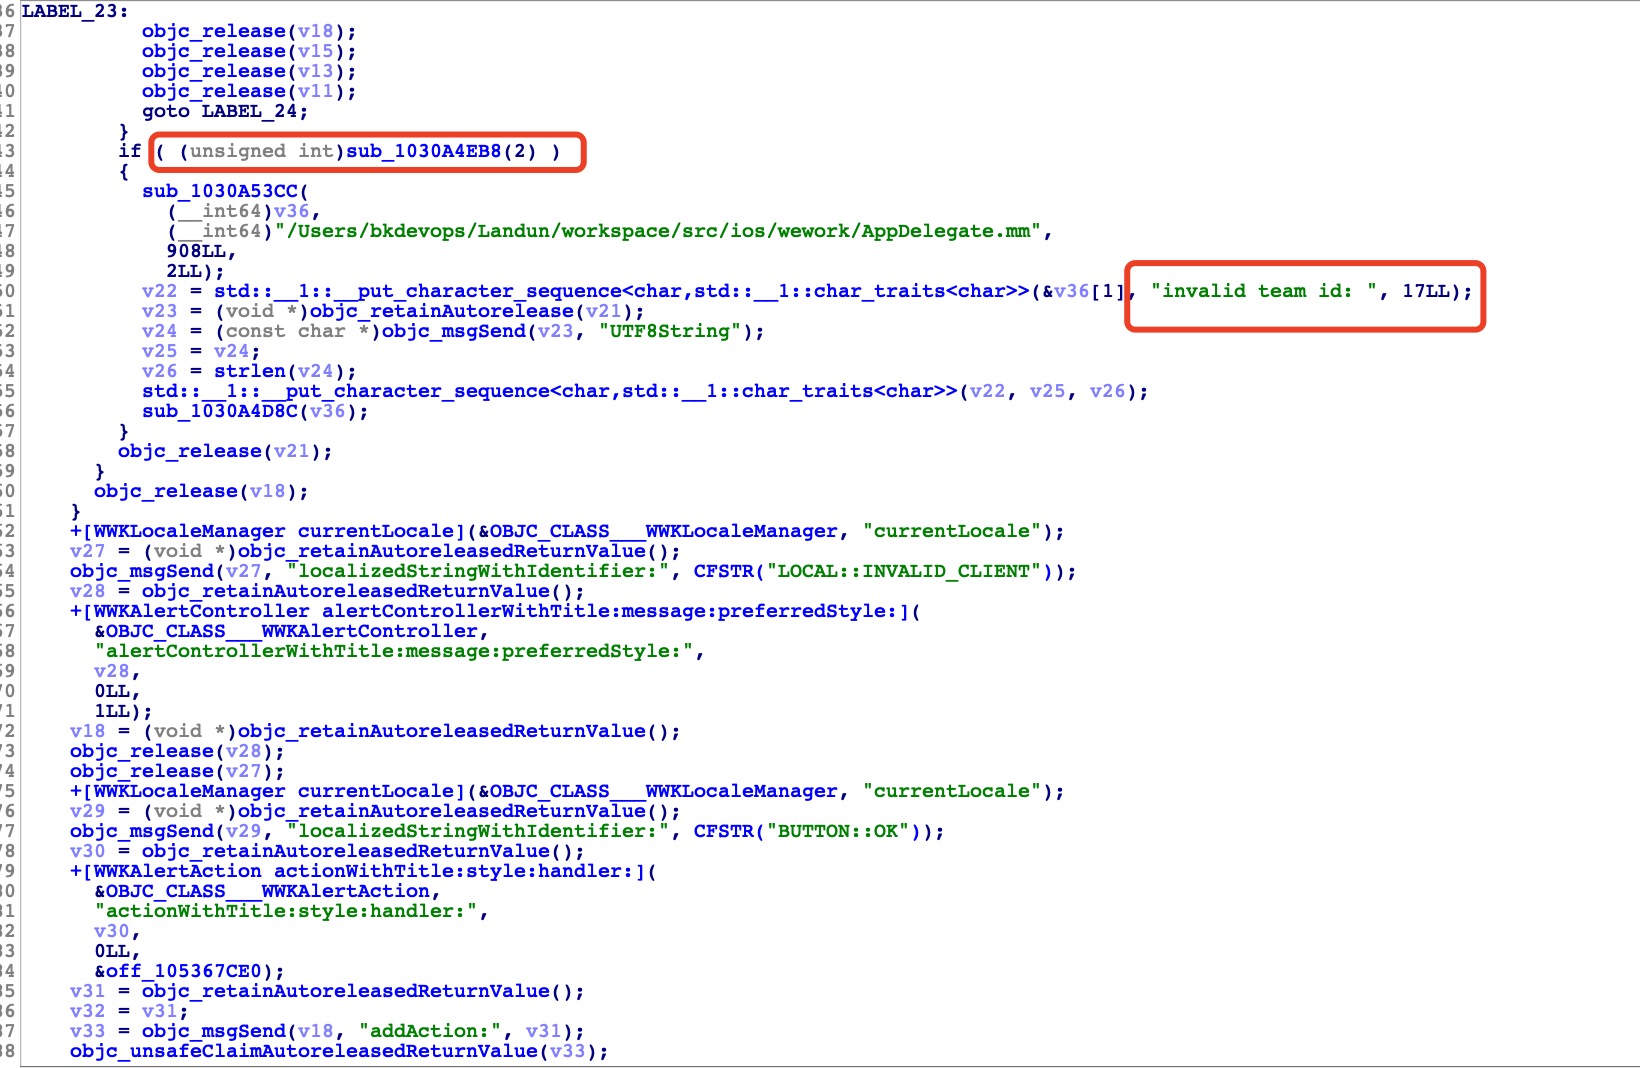 36 LABEL_23:
37 objc_release(v18);
38 objc_release(v15);
39 objc_release(v13);
40 objc_release(v11);
41 goto LABEL_24;
42 }
43 if ( (unsigned int)sub_1030A4EB8(2) )
44 {
45 sub_1030A53CC(
46 (__int64)v36,
47 (__int64)"/Users/bkdevops/Landun/workspace/src/ios/wework/AppDelegate.mm",
48 908LL,
49 2LL);
50 v22 = std::__1::__put_character_sequence<char,std::__1::char_traits<char>>(&v36[1], "invalid team id: ", 17LL);
51 v23 = (void *)objc_retainAutorelease(v21);
52 v24 = (const char *)objc_msgSend(v23, "UTF8String");
53 v25 = v24;
54 v26 = strlen(v24);
55 std::__1::__put_character_sequence<char,std::__1::char_traits<char>>(v22, v25, v26);
56 sub_1030A4D8C(v36);
57 }
58 objc_release(v21);
59 }
60 objc_release(v18);
61 }
62 +[WWKLocaleManager currentLocale](&OBJC_CLASS___WWKLocaleManager, "currentLocale");
63 v27 = (void *)objc_retainAutoreleasedReturnValue();
64 objc_msgSend(v27, "localizedStringWithIdentifier:", CFSTR("LOCAL::INVALID_CLIENT"));
65 v28 = objc_retainAutoreleasedReturnValue();
66 +[WWKAlertController alertControllerWithTitle:message:preferredStyle:](
67 &OBJC_CLASS___WWKAlertController,
68 "alertControllerWithTitle:message:preferredStyle:",
69 v28,
70 0LL,
71 1LL);
72 v18 = (void *)objc_retainAutoreleasedReturnValue();
73 objc_release(v28);
74 objc_release(v27);
75 +[WWKLocaleManager currentLocale](&OBJC_CLASS___WWKLocaleManager, "currentLocale");
76 v29 = (void *)objc_retainAutoreleasedReturnValue();
77 objc_msgSend(v29, "localizedStringWithIdentifier:", CFSTR("BUTTON::OK"));
78 v30 = objc_retainAutoreleasedReturnValue();
79 +[WWKAlertAction actionWithTitle:style:handler:](
80 &OBJC_CLASS___WWKAlertAction,
81 "actionWithTitle:style:handler:",
82 v30,
83 0LL,
84 &off_105367CE0);
85 v31 = objc_retainAutoreleasedReturnValue();
86 v32 = v31;
87 v33 = objc_msgSend(v18, "addAction:", v31);
88 objc_unsafeClaimAutoreleasedReturnValue(v33);